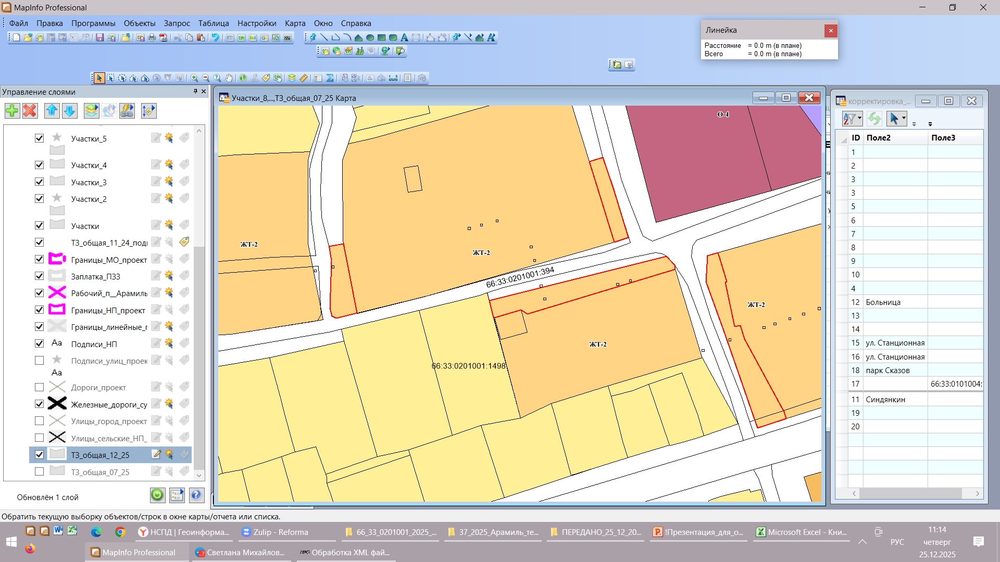 MapInfo Professional
Файл Правка Программы Объекты Запрос Таблица Настройки Карта Окно Справка
Линейка
Расстояние = 0.0 m (в плане)
Всего = 0.0 m (в плане)
Управление слоями
Участки_5
Участки_4
Участки_3
Участки_2
Участки
ТЗ_общая_11_24_подı
Границы_МО_проект
Заплатка_ПЗЗ
Рабочий_п__Арамиль
Границы_НП_проект
Границы_линейные_г
Aa Подписи_НП
Подписи_улиц_проек
Aa
Дороги_проект
Железные_дороги_су
Улицы_город_проект
Улицы_сельские_НП_
ТЗ_общая_12_25
ТЗ_общая_07_25
Обновлён 1 слой
Участки_8,...,ТЗ_общая_07_25 Карта
О-4
ЖТ-2
ЖТ-2
66:33:0201001:394
ЖТ-2
ЖТ-2
66:33:0201001:1498
корректировка_...
ID Поле2 Поле3
1
2
3
3
5
6
7
8
9
10
4
12 Больница
13
14
15 ул. Станционная
16 ул. Станционная
18 парк Сказов
17 66:33:0101004:
11 Синдянкин
19
20
Обратить текущую выборку объектов/строк в окне карты/отчета или списка.
НСПД | Геоинформа...
Zulip - Reforma
66_33_0201001_2025_...
37_2025_Арамиль_те...
ПЕРЕДАНО_25_12_20...
!Презентация_для_о...
Microsoft Excel - Кни...
MapInfo Professional
Светлана Михайлов...
Обработка XML фай...
РУС
11:14
четверг
25.12.2025